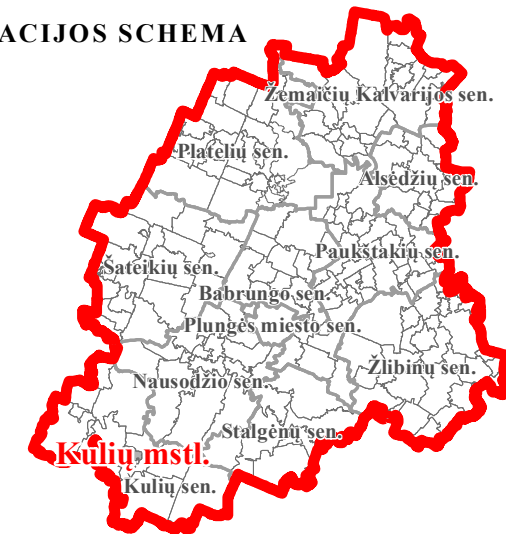 ACIJOS SCHEMA
Žemaičių Kalvarijos sen.
Platelių sen.
Alsėdžių sen.
Paukštakių sen.
Šateikių sen.
Babrungo sen.
Plungės miesto sen.
Žlibinų sen.
Nausodžio sen.
Stalgėnų sen.
Kulių mstl.
Kulių sen.